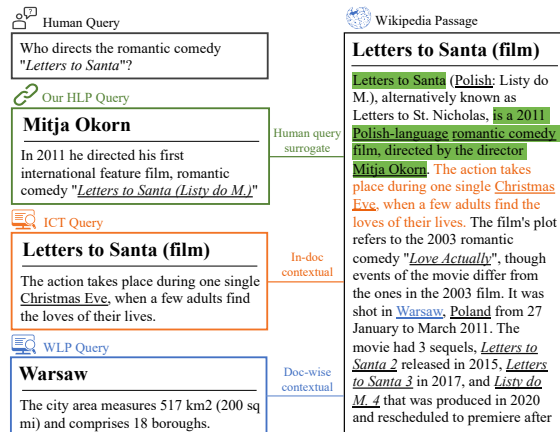 Human Query
Who directs the romantic comedy
"Letters to Santa"?
Our HLP Query
Mitja Okorn
In 2011 he directed his first
international feature film, romantic
comedy "Letters to Santa (Listy do M.)"
Human query
surrogate
ICT Query
Letters to Santa (film)
The action takes place during one single
Christmas Eve, when a few adults find
the loves of their lives.
In-doc
contextual
WLP Query
Warsaw
The city area measures 517 km2 (200 sq
mi) and comprises 18 boroughs.
Doc-wise
contextual
Wikipedia Passage
Letters to Santa (film)
Letters to Santa (Polish: Listy do
M.), alternatively known as
Letters to St. Nicholas, is a 2011
Polish-language romantic comedy
film, directed by the director
Mitja Okorn. The action takes
place during one single Christmas
Eve, when a few adults find the
loves of their lives. The film's plot
refers to the 2003 romantic
comedy "Love Actually", though
events of the movie differ from
the ones in the 2003 film. It was
shot in Warsaw, Poland from 27
January to March 2011. The
movie had 3 sequels, Letters to
Santa 2 released in 2015, Letters
to Santa 3 in 2017, and Listy do
M. 4 that was produced in 2020
and rescheduled to premiere after